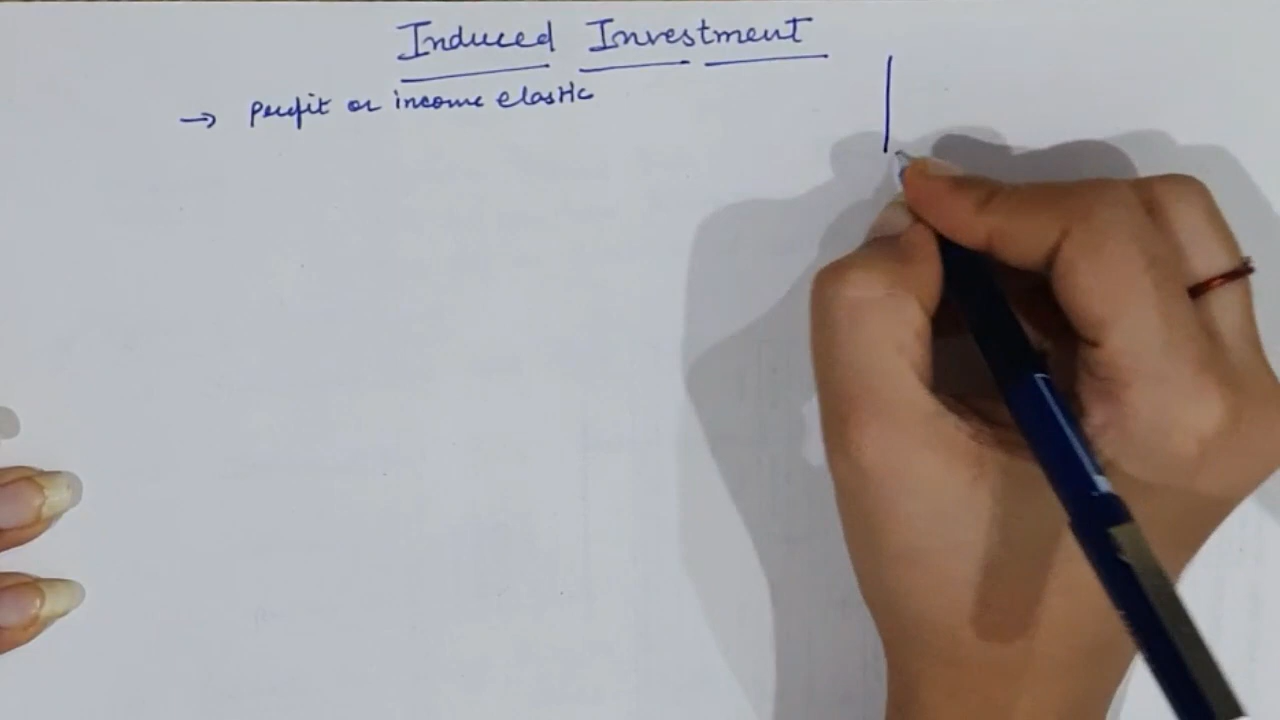 Induced Investment
→ Profit or income elastic